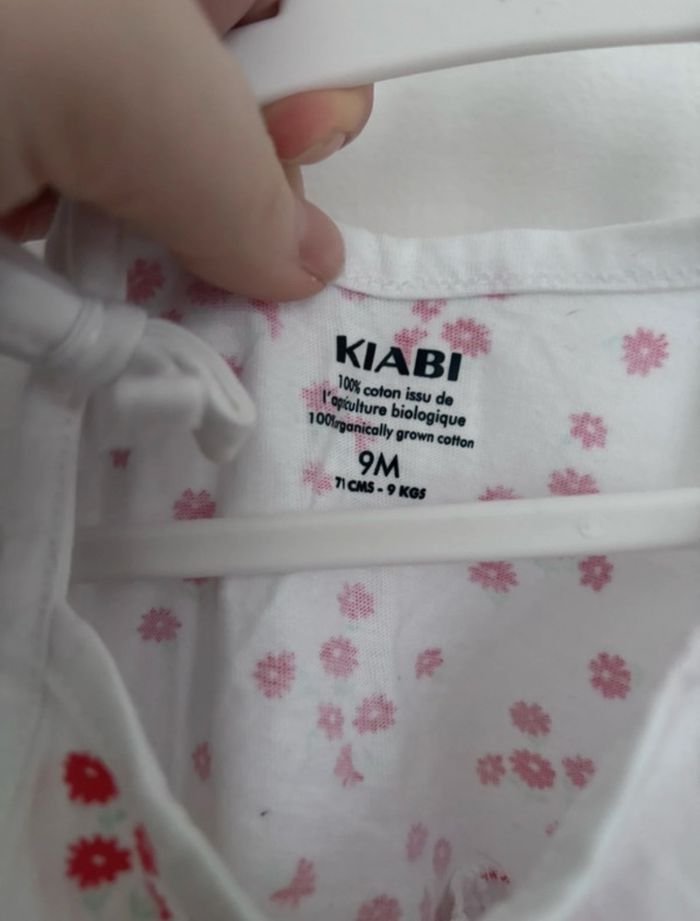 KIABI
100% coton issu de
l'agriculture biologique
100% organically grown cotton
9M
71 CMS - 9 KGS